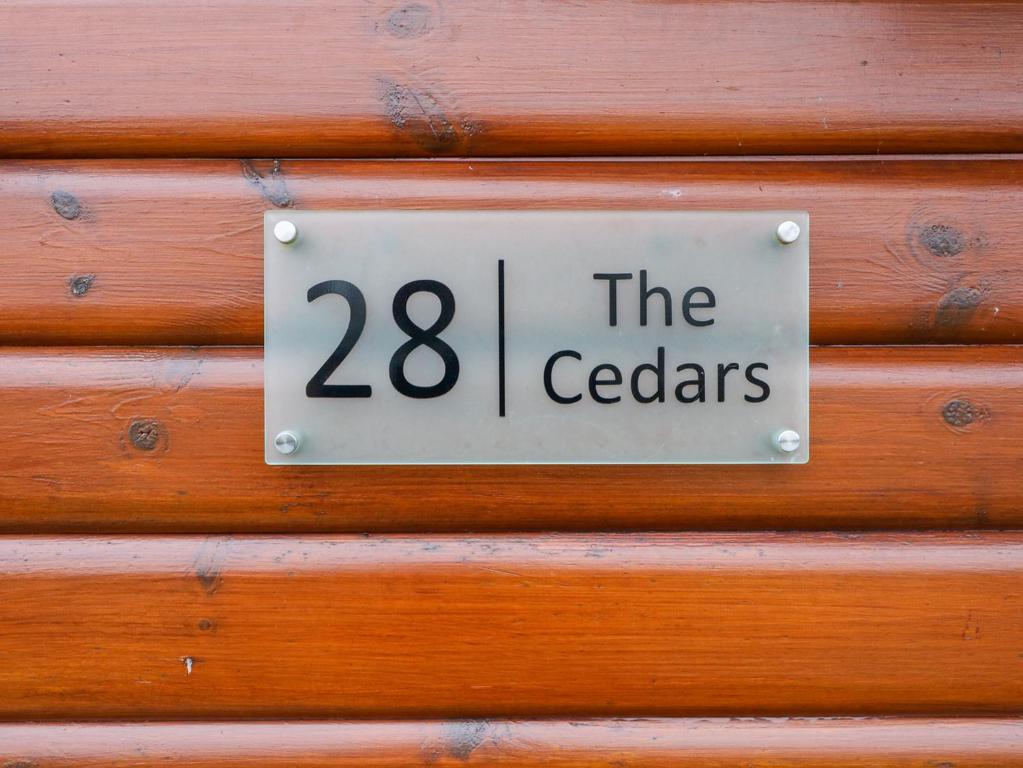 28 | The
Cedars